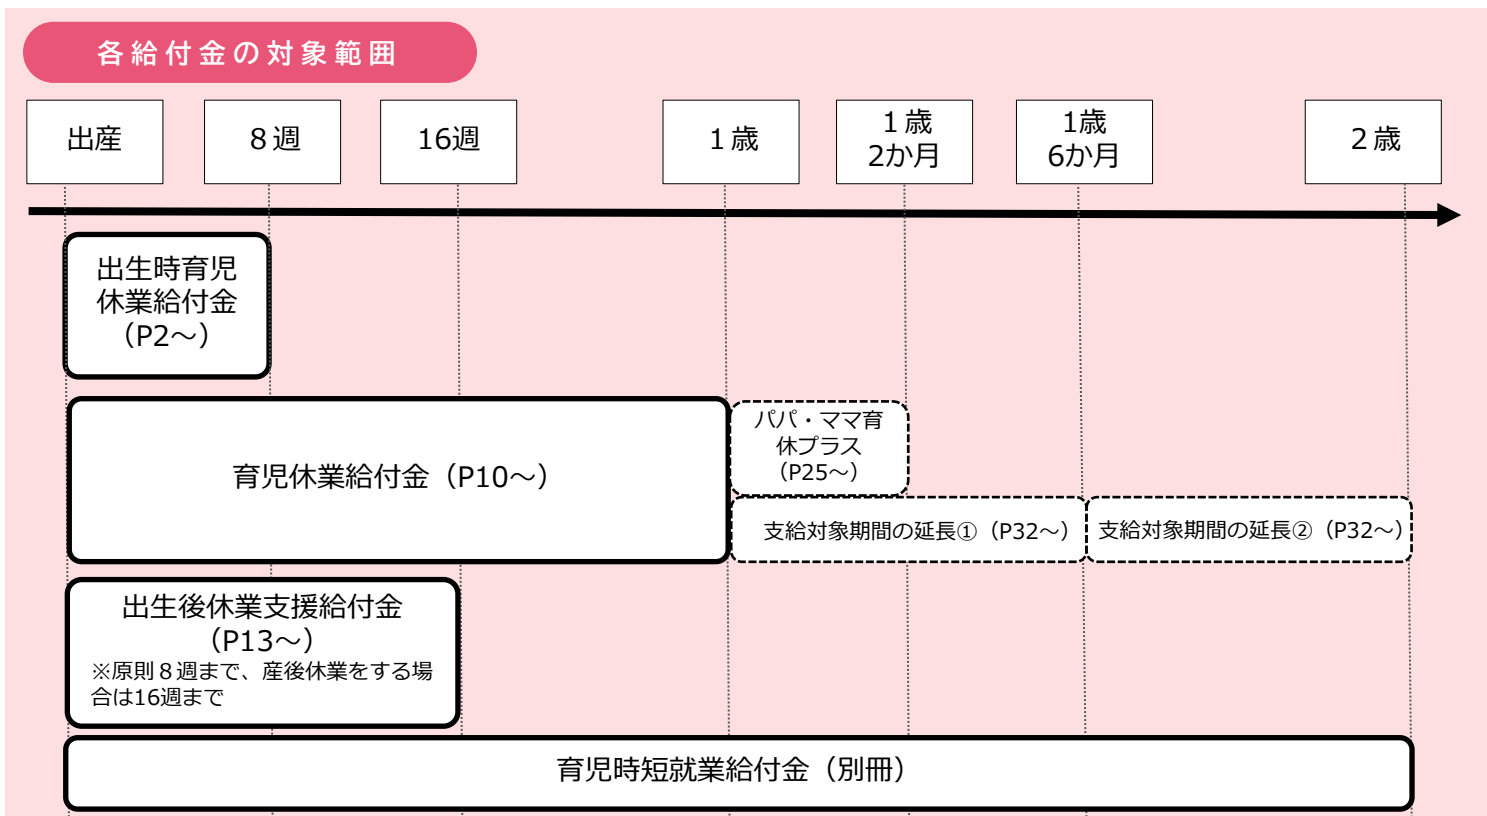 各給付金の対象範囲
出産
８週
16週
１歳
１歳
2か月
1歳
6か月
２歳
出生時育児
休業給付金
（P2～）
育児休業給付金（P10～）
パパ・ママ育
休プラス
（P25～）
支給対象期間の延長①（P32～）
支給対象期間の延長②（P32～）
出生後休業支援給付金
（P13～）
※原則８週まで、産後休業をする場
合は16週まで
育児時短就業給付金（別冊）